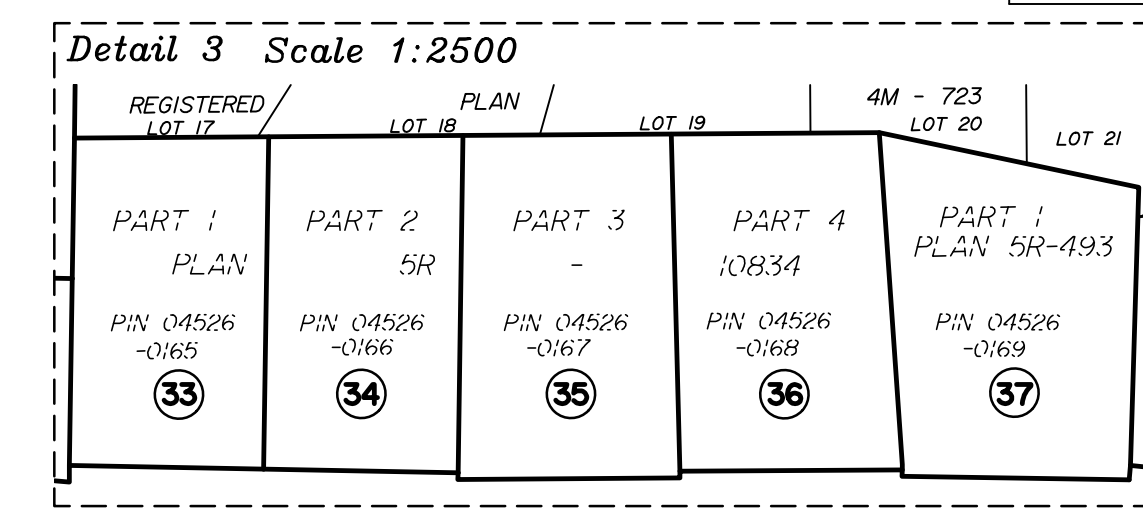 Detail 3 Scale 1:2500
REGISTERED PLAN 4M - 723
LOT 17 LOT 18 LOT 19 LOT 20 LOT 21
PART 1 PART 2 PART 3 PART 4 PART 1
PLAN 5R - 10834 PLAN 5R-493
PIN 04526 PIN 04526 PIN 04526 PIN 04526 PIN 04526
-0165 -0166 -0167 -0168 -0169
33 34 35 36 37